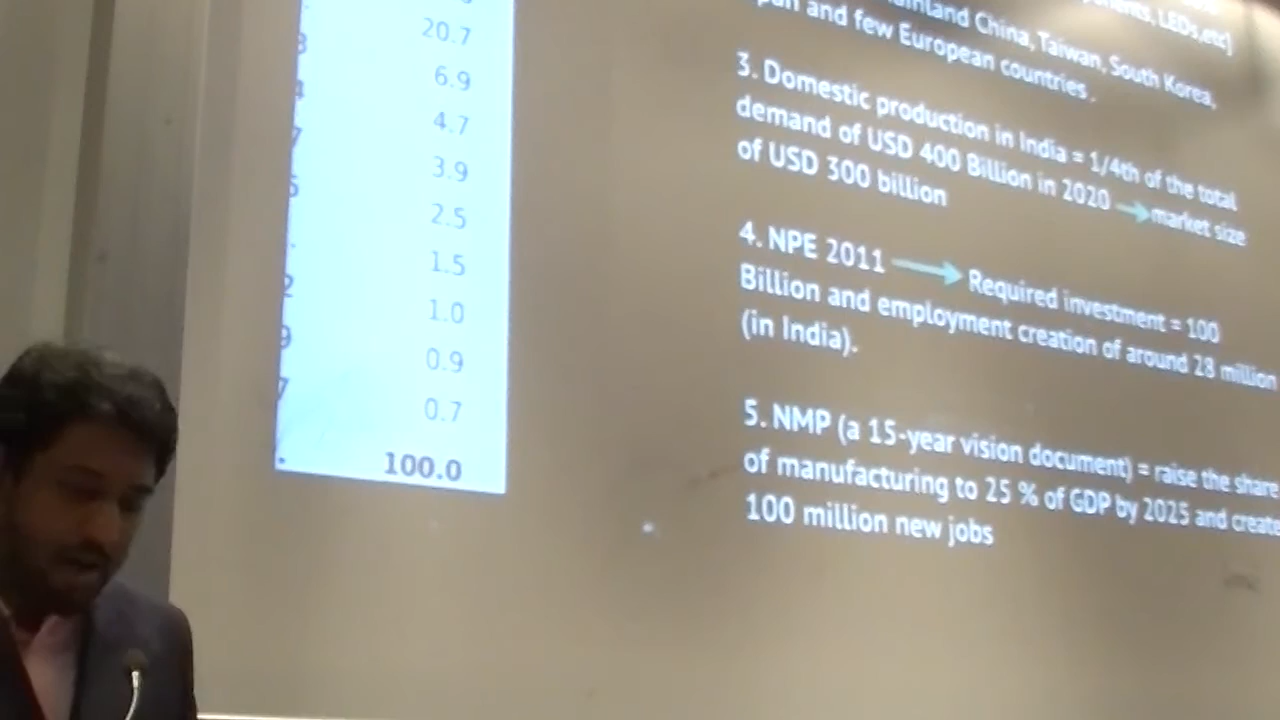 20.7
6.9
4.7
3.9
2.5
1.5
1.0
0.9
0.7
100.0
LEDs,etc]
China, Taiwan, South Korea,
and few European countries.
3. Domestic production in India = 1/4th of the total
demand of USD 400 Billion in 2020 → market size
of USD 300 billion
4. NPE 2011 → Required investment = 100
Billion and employment creation of around 28 million
(in India).
5. NMP (a 15-year vision document) = raise the share
of manufacturing to 25 % of GDP by 2025 and create
100 million new jobs